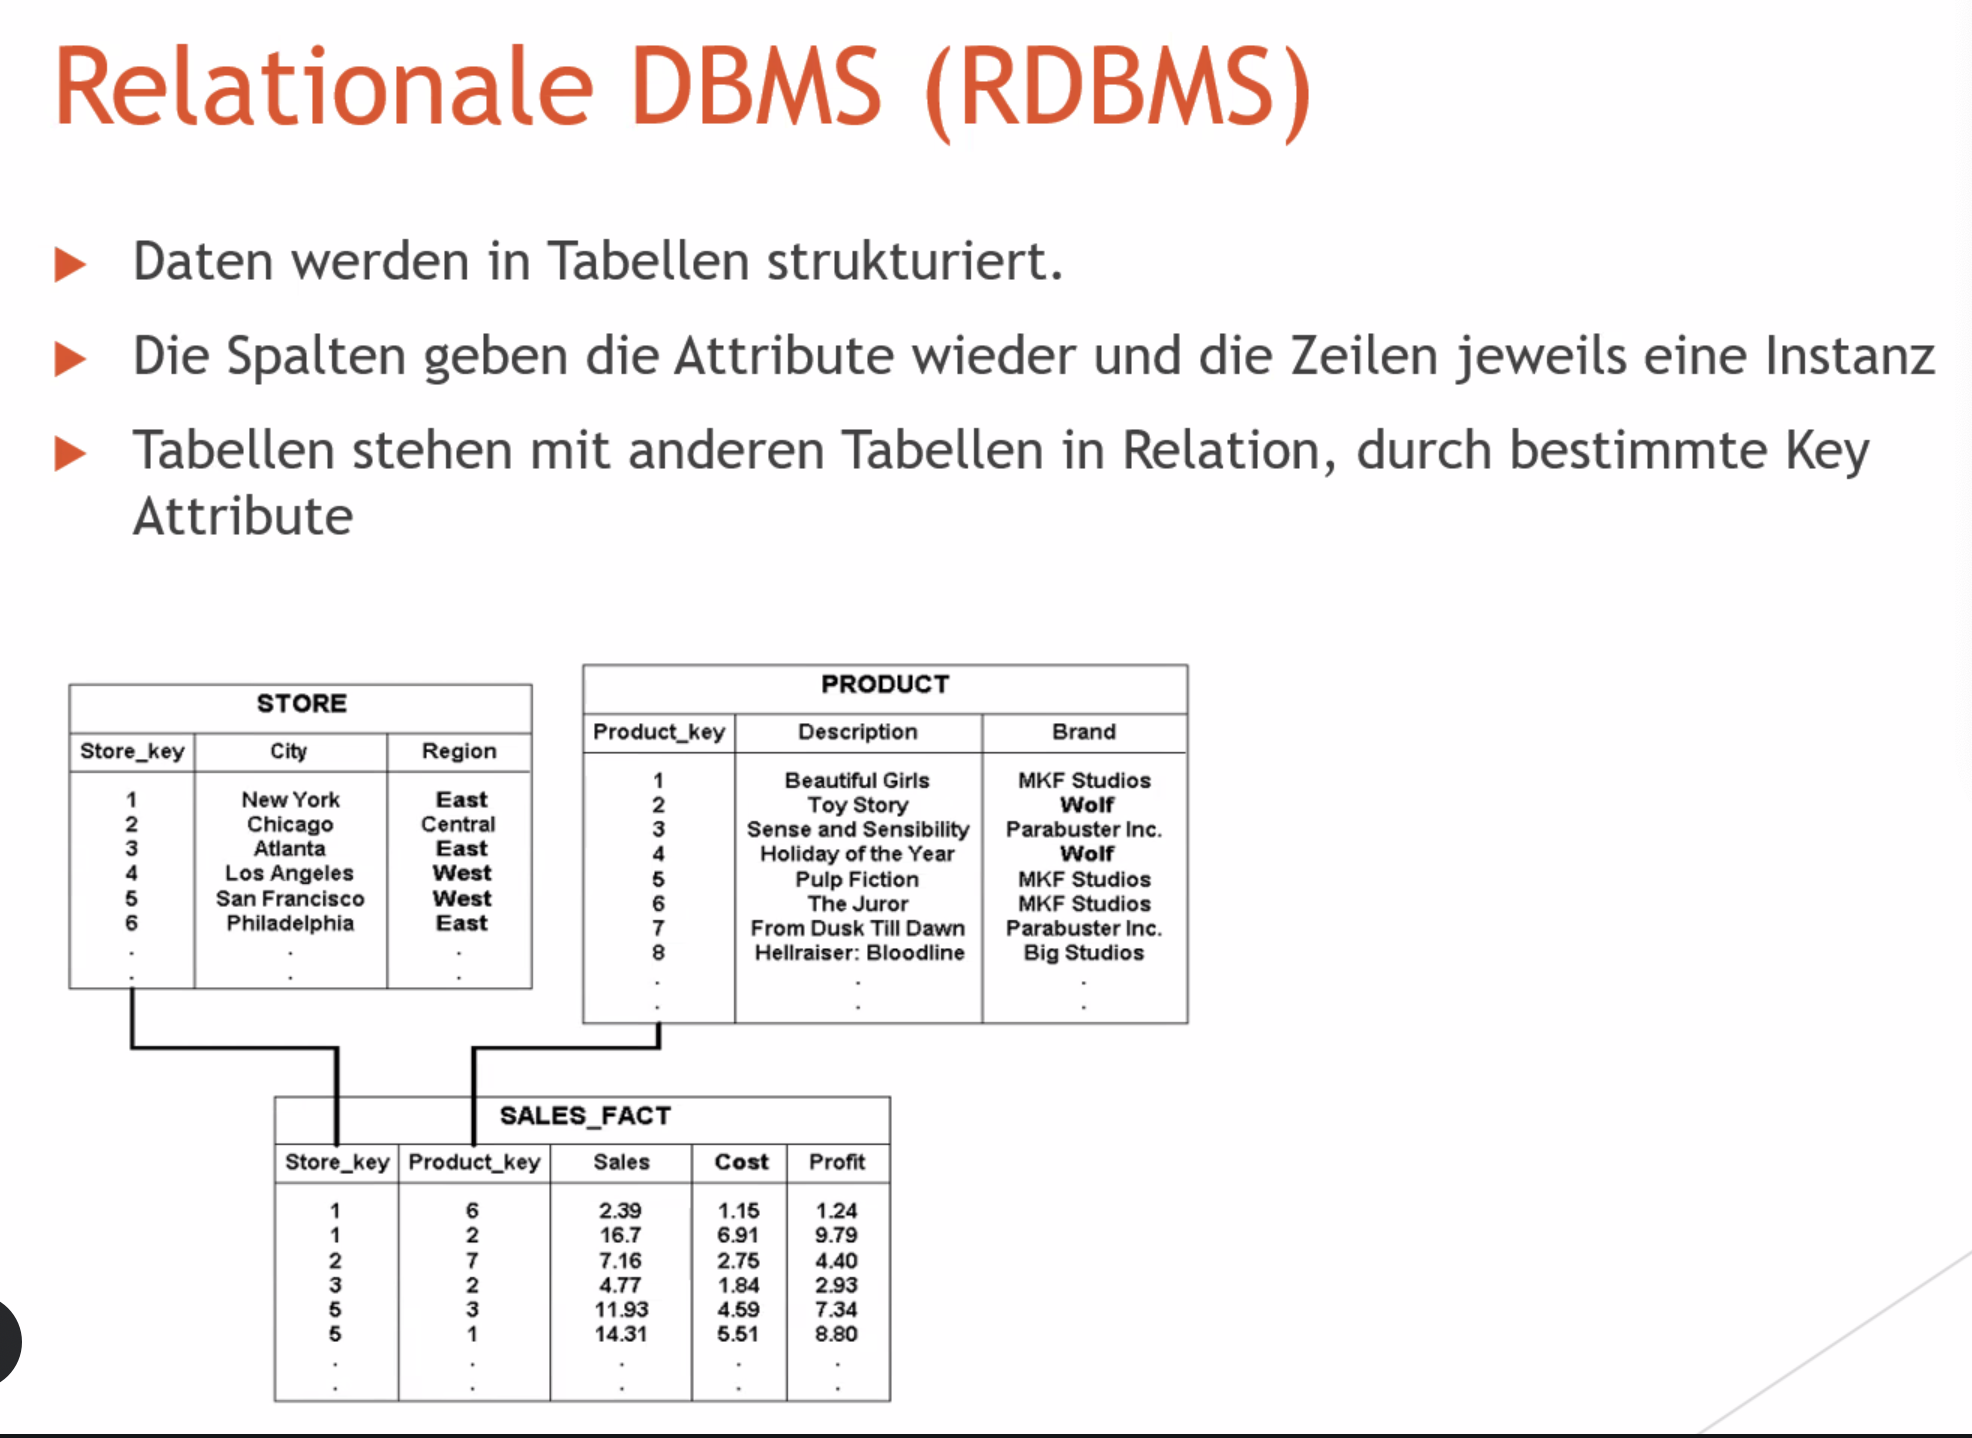 Relationale DBMS (RDBMS)
Daten werden in Tabellen strukturiert.
Die Spalten geben die Attribute wieder und die Zeilen jeweils eine Instanz
Tabellen stehen mit anderen Tabellen in Relation, durch bestimmte Key
Attribute
STORE
Store_key City Region
1 New York East
2 Chicago Central
3 Atlanta East
4 Los Angeles West
5 San Francisco West
6 Philadelphia East
. . .
. . .
PRODUCT
Product_key Description Brand
1 Beautiful Girls MKF Studios
2 Toy Story Wolf
3 Sense and Sensibility Parabuster Inc.
4 Holiday of the Year Wolf
5 Pulp Fiction MKF Studios
6 The Juror MKF Studios
7 From Dusk Till Dawn Parabuster Inc.
8 Hellraiser: Bloodline Big Studios
. . .
. . .
SALES_FACT
Store_key Product_key Sales Cost Profit
1 6 2.39 1.15 1.24
1 2 16.7 6.91 9.79
2 7 7.16 2.75 4.40
3 2 4.77 1.84 2.93
5 3 11.93 4.59 7.34
5 1 14.31 5.51 8.80
. . . . .
. . . . .